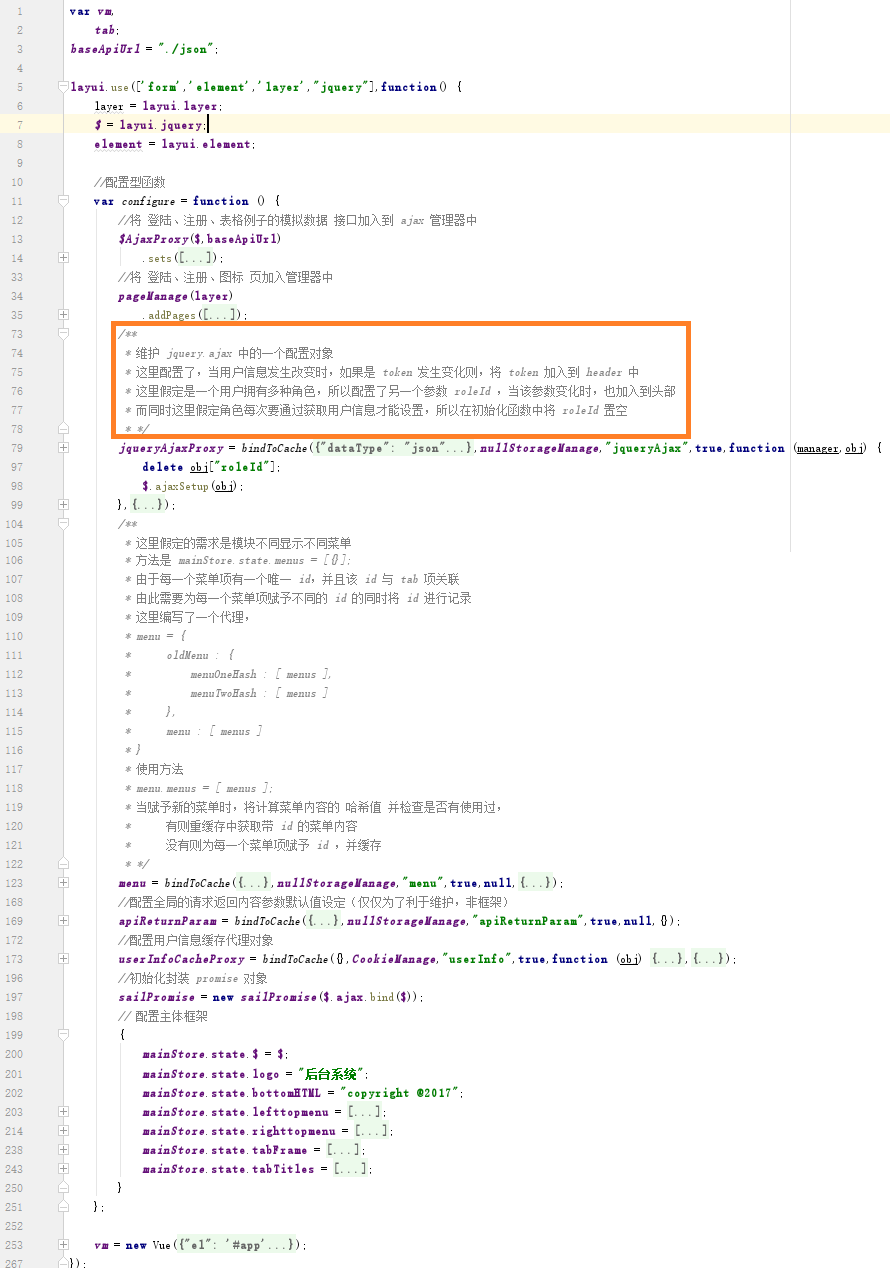 1 var vm,
2 tab;
3 baseApiUrl = "./json";
4
5 layui.use(['form','element','layer',"jquery"],function() {
6 layer = layui.layer;
7 $ = layui.jquery;
8 element = layui.element;
9
10 //配置型函数
11 var configure = function () {
12 //将 登陆、注册、表格例子的模拟数据 接口加入到 ajax 管理器中
13 $AjaxProxy($,baseApiUrl)
14 .sets([...]);
33 //将 登陆、注册、图标 页加入管理器中
34 pageManage(layer)
35 .addPages([...]);
73 /**
74 * 维护 jquery.ajax 中的一个配置对象
75 * 这里配置了，当用户信息发生改变时，如果是 token 发生变化则，将 token 加入到 header 中
76 * 这里假定是一个用户拥有多种角色，所以配置了另一个参数 roleId ，当该参数变化时，也加入到头部
77 * 而同时这里假定角色每次要通过获取用户信息才能设置，所以在初始化函数中将 roleId 置空
78 * */
79 jqueryAjaxProxy = bindToCache({"dataType": "json"...},nullStorageManage,"jqueryAjax",true,function (manager,obj) {
97 delete obj["roleId"];
98 $.ajaxSetup(obj);
99 },{...});
104 /**
105 * 这里假定的需求是模块不同显示不同菜单
106 * 方法是 mainStore.state.menus = [{}];
107 * 由于每一个菜单项有一个唯一 id，并且该 id 与 tab 项关联
108 * 由此需要为每一个菜单项赋予不同的 id 的同时将 id 进行记录
109 * 这里编写了一个代理，
110 * menu = {
111 * oldMenu : {
112 * menuOneHash : [ menus ],
113 * menuTwoHash : [ menus ]
114 * },
115 * menu : [ menus ]
116 * }
117 * 使用方法
118 * menu.menus = [ menus ];
119 * 当赋予新的菜单时，将计算菜单内容的 哈希值 并检查是否有使用过，
120 * 有则重缓存中获取带 id 的菜单内容
121 * 没有则为每一个菜单项赋予 id ，并缓存
122 * */
123 menu = bindToCache({...},nullStorageManage,"menu",true,null,{...});
168 //配置全局的请求返回内容参数默认值设定（仅仅为了利于维护，非框架）
169 apiReturnParam = bindToCache({...},nullStorageManage,"apiReturnParam",true,null,{});
172 //配置用户信息缓存代理对象
173 userInfoCacheProxy = bindToCache({},CookieManage,"userInfo",true,function (obj) {...},{...});
196 //初始化封装 promise 对象
197 sailPromise = new sailPromise($.ajax.bind($));
198 // 配置主体框架
199 {
200 mainStore.state.$ = $;
201 mainStore.state.logo = "后台系统";
202 mainStore.state.bottomHTML = "copyright @2017";
203 mainStore.state.lefttopmenu = [...];
214 mainStore.state.righttopmenu = [...];
238 mainStore.state.tabFrame = [...];
243 mainStore.state.tabTitles = [...];
250 }
251 };
252
253 vm = new Vue({"el": '#app'...});
267 });